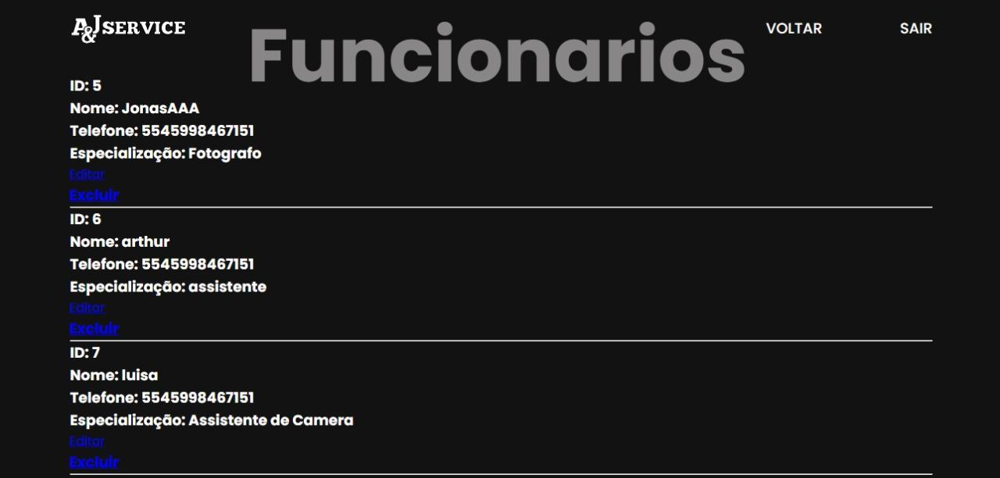 A&J SERVICE
Funcionarios
VOLTAR
SAIR
ID: 5
Nome: JonasAAA
Telefone: 5545998467151
Especialização: Fotografo
Editar
Excluir
ID: 6
Nome: arthur
Telefone: 5545998467151
Especialização: assistente
Editar
Excluir
ID: 7
Nome: luisa
Telefone: 5545998467151
Especialização: Assistente de Camera
Editar
Excluir